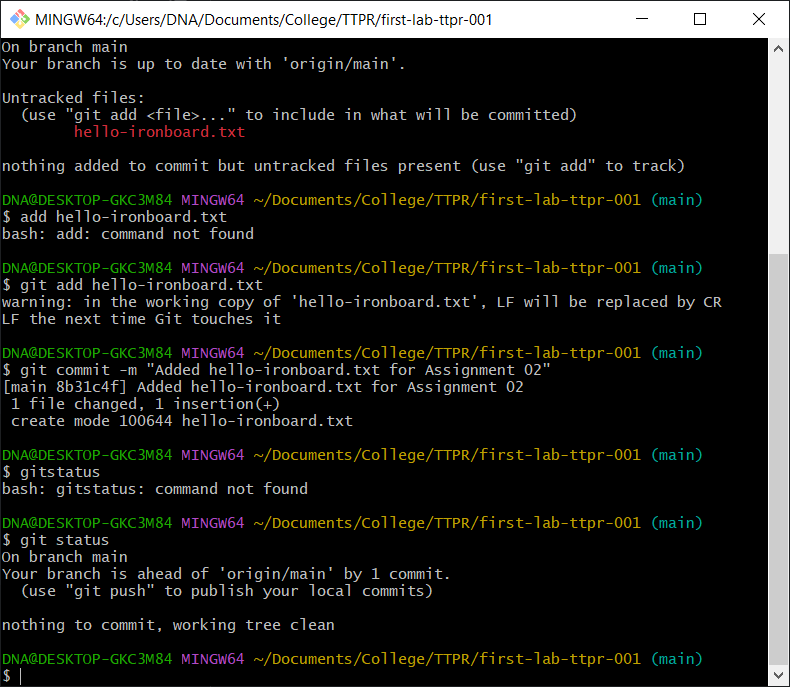 MINGW64:/c/Users/DNA/Documents/College/TTPR/first-lab-ttpr-001
On branch main
Your branch is up to date with 'origin/main'.
Untracked files:
  (use "git add <file>..." to include in what will be committed)
        hello-ironboard.txt
nothing added to commit but untracked files present (use "git add" to track)
DNA@DESKTOP-GKC3M84 MINGW64 ~/Documents/College/TTPR/first-lab-ttpr-001 (main)
$ add hello-ironboard.txt
bash: add: command not found
DNA@DESKTOP-GKC3M84 MINGW64 ~/Documents/College/TTPR/first-lab-ttpr-001 (main)
$ git add hello-ironboard.txt
warning: in the working copy of 'hello-ironboard.txt', LF will be replaced by CR
LF the next time Git touches it
DNA@DESKTOP-GKC3M84 MINGW64 ~/Documents/College/TTPR/first-lab-ttpr-001 (main)
$ git commit -m "Added hello-ironboard.txt for Assignment 02"
[main 8b31c4f] Added hello-ironboard.txt for Assignment 02
 1 file changed, 1 insertion(+)
 create mode 100644 hello-ironboard.txt
DNA@DESKTOP-GKC3M84 MINGW64 ~/Documents/College/TTPR/first-lab-ttpr-001 (main)
$ gitstatus
bash: gitstatus: command not found
DNA@DESKTOP-GKC3M84 MINGW64 ~/Documents/College/TTPR/first-lab-ttpr-001 (main)
$ git status
On branch main
Your branch is ahead of 'origin/main' by 1 commit.
  (use "git push" to publish your local commits)
nothing to commit, working tree clean
DNA@DESKTOP-GKC3M84 MINGW64 ~/Documents/College/TTPR/first-lab-ttpr-001 (main)
$